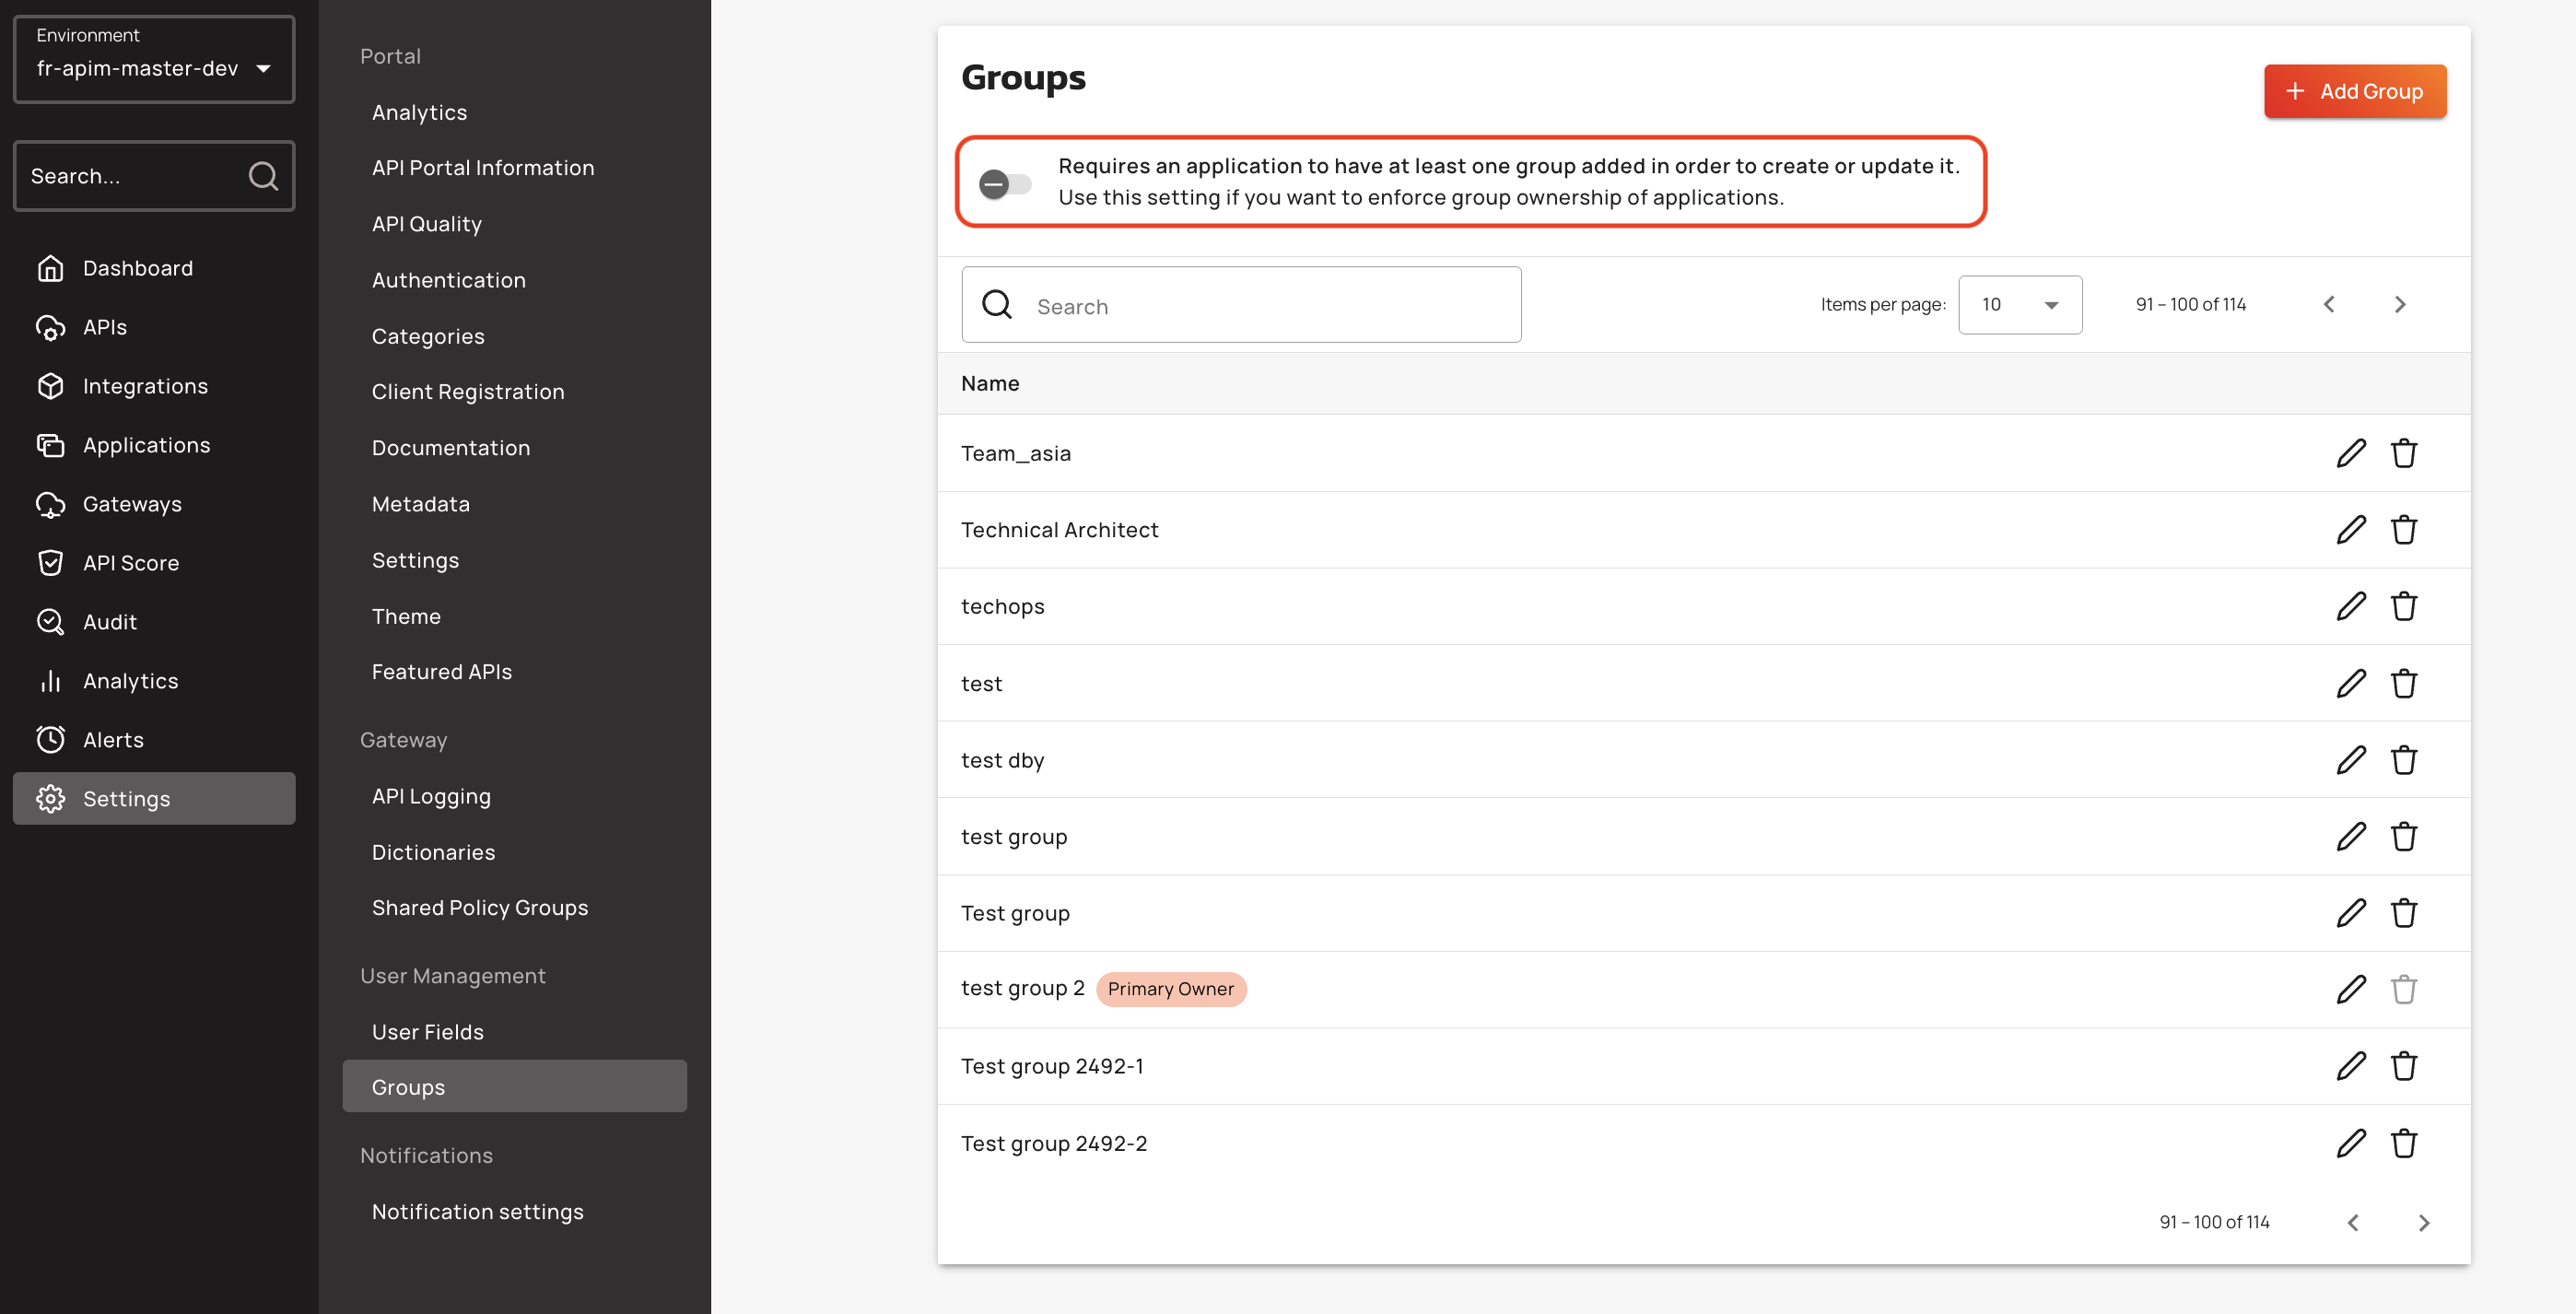 Environment
fr-apim-master-dev
Search...
Dashboard
APIs
Integrations
Applications
Gateways
API Score
Audit
Analytics
Alerts
Settings
Portal
Analytics
API Portal Information
API Quality
Authentication
Categories
Client Registration
Documentation
Metadata
Settings
Theme
Featured APIs
Gateway
API Logging
Dictionaries
Shared Policy Groups
User Management
User Fields
Groups
Notifications
Notification settings
Groups
Add Group
Requires an application to have at least one group added in order to create or update it.
Use this setting if you want to enforce group ownership of applications.
Search
Items per page: 10 91 – 100 of 114
Name
Team_asia
Technical Architect
techops
test
test dby
test group
Test group
test group 2 Primary Owner
Test group 2492-1
Test group 2492-2
91 – 100 of 114